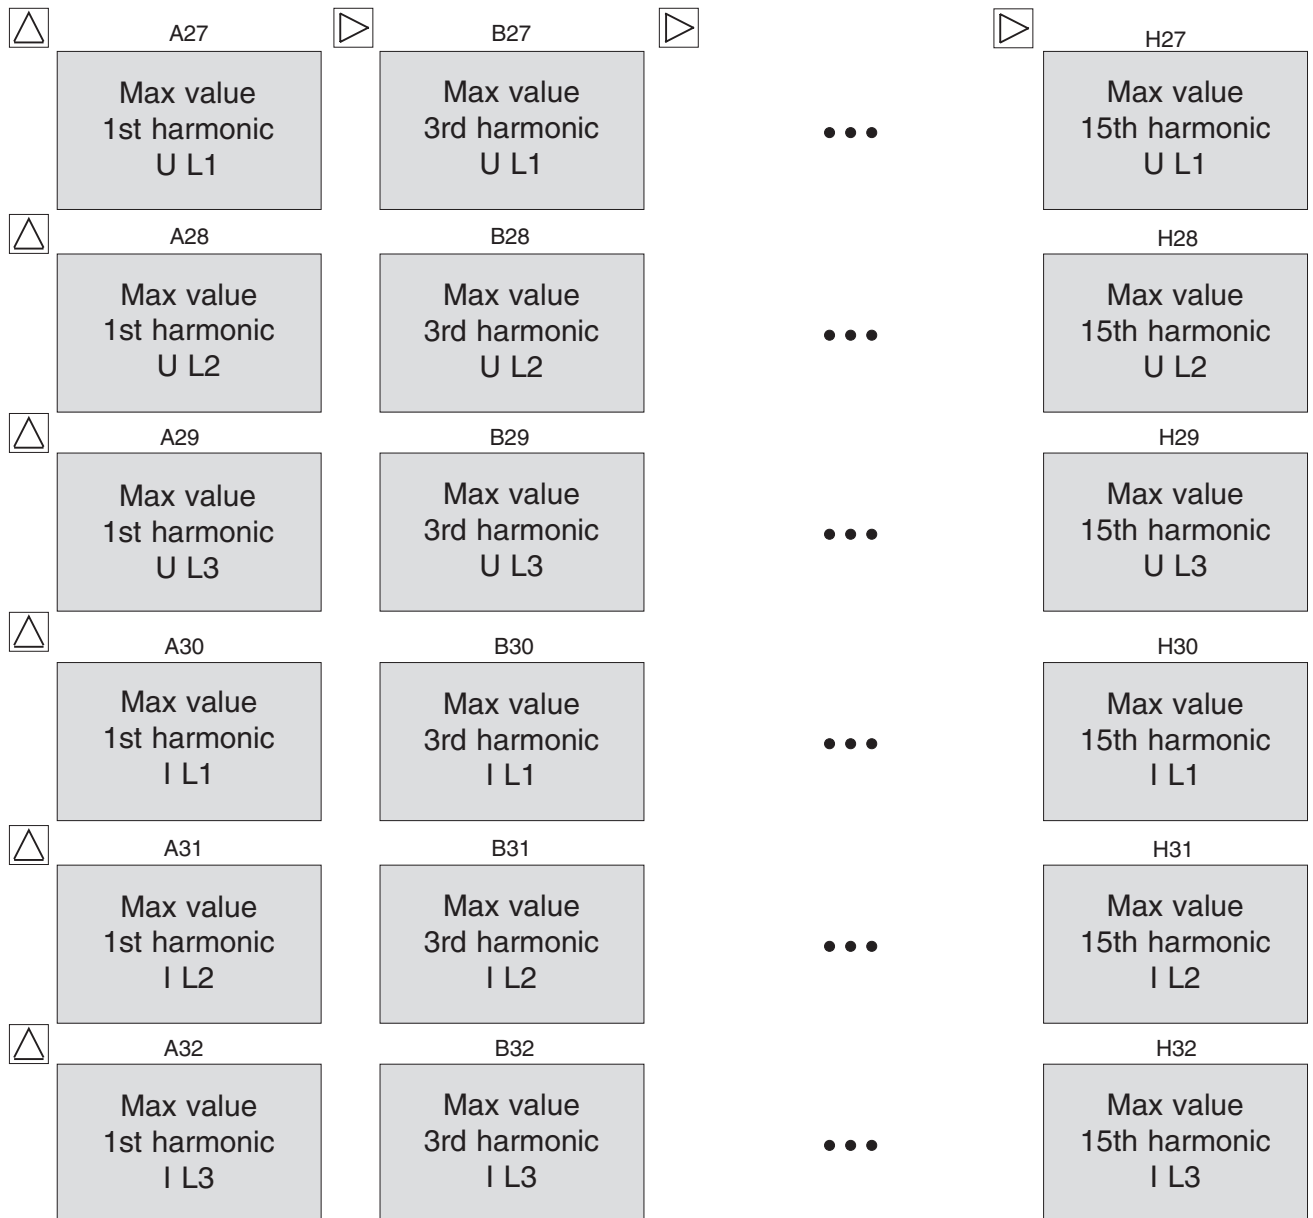 A27
B27
H27
Max value
1st harmonic
U L1
Max value
3rd harmonic
U L1
•••
Max value
15th harmonic
U L1
A28
B28
H28
Max value
1st harmonic
U L2
Max value
3rd harmonic
U L2
•••
Max value
15th harmonic
U L2
A29
B29
H29
Max value
1st harmonic
U L3
Max value
3rd harmonic
U L3
•••
Max value
15th harmonic
U L3
A30
B30
H30
Max value
1st harmonic
I L1
Max value
3rd harmonic
I L1
•••
Max value
15th harmonic
I L1
A31
B31
H31
Max value
1st harmonic
I L2
Max value
3rd harmonic
I L2
•••
Max value
15th harmonic
I L2
A32
B32
H32
Max value
1st harmonic
I L3
Max value
3rd harmonic
I L3
•••
Max value
15th harmonic
I L3